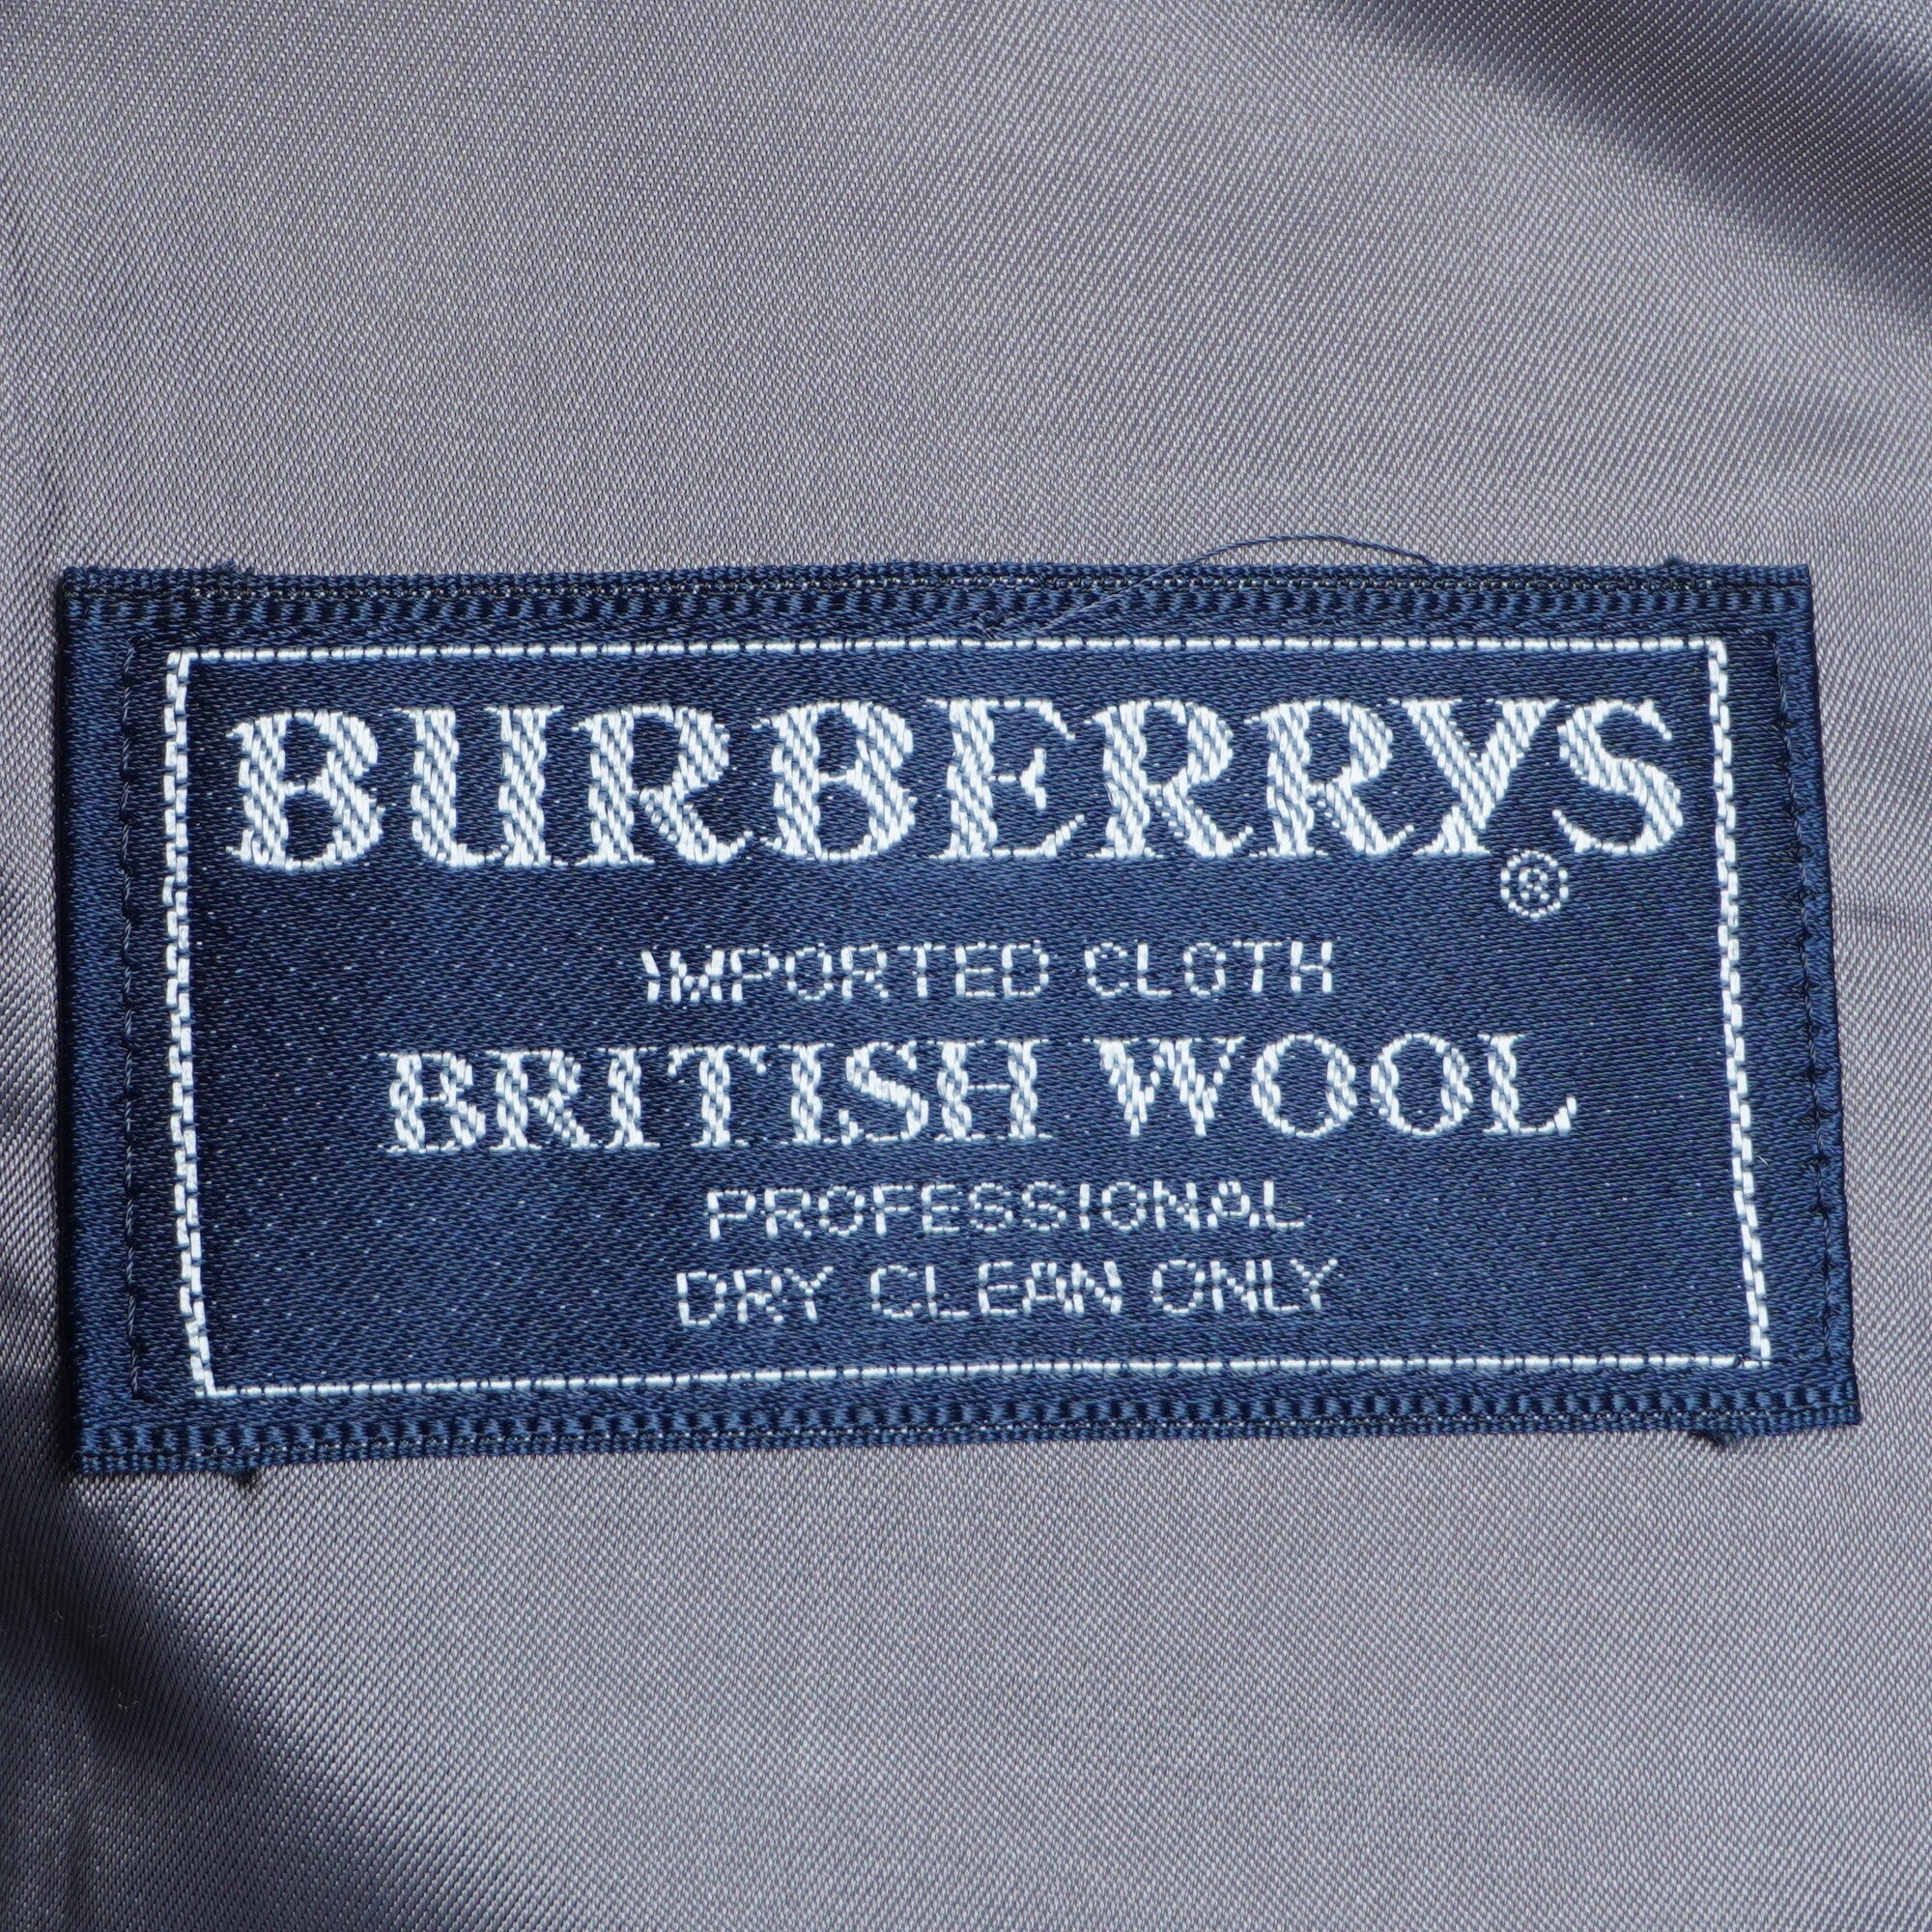 BURBERRYS
®
IMPORTED CLOTH
BRITISH WOOL
PROFESSIONAL
DRY CLEAN ONLY